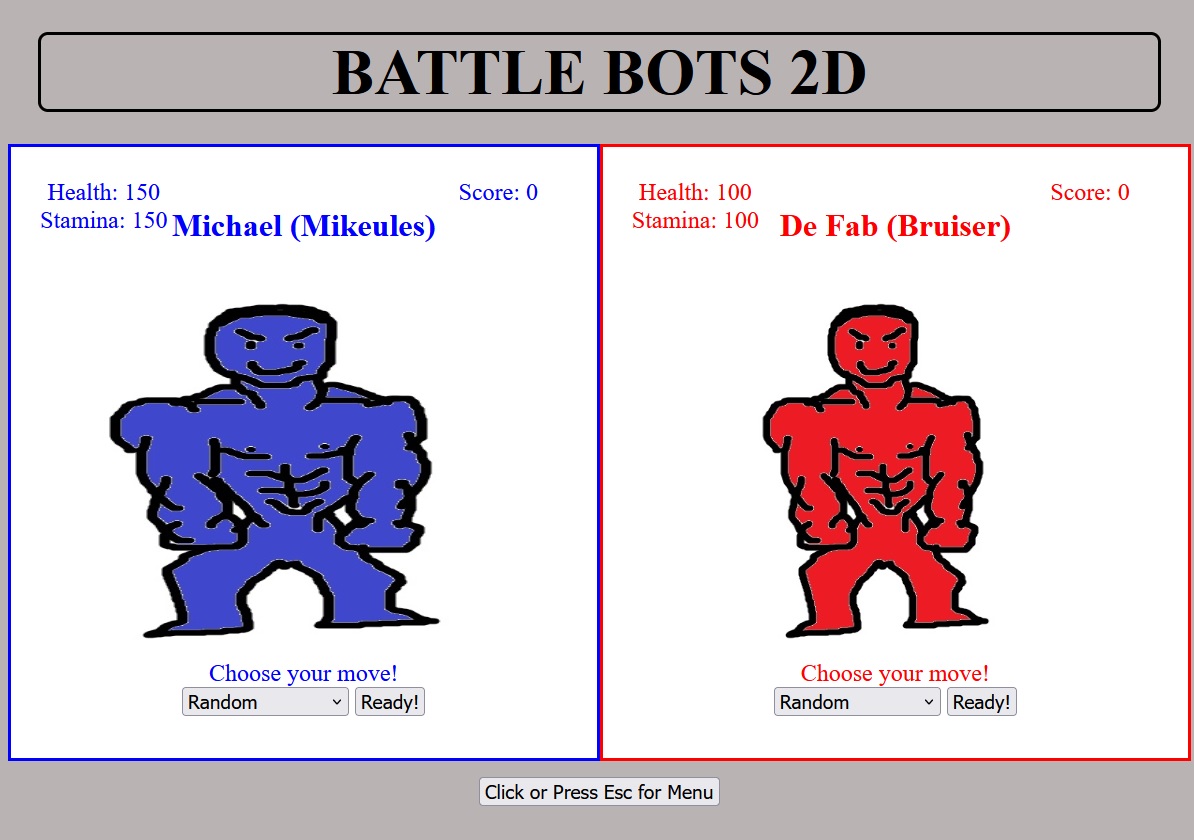 BATTLE BOTS 2D
Health: 150
Score: 0
Stamina: 150
Michael (Mikeules)
Choose your move!
Random
Ready!
Health: 100
Score: 0
Stamina: 100
De Fab (Bruiser)
Choose your move!
Random
Ready!
Click or Press Esc for Menu